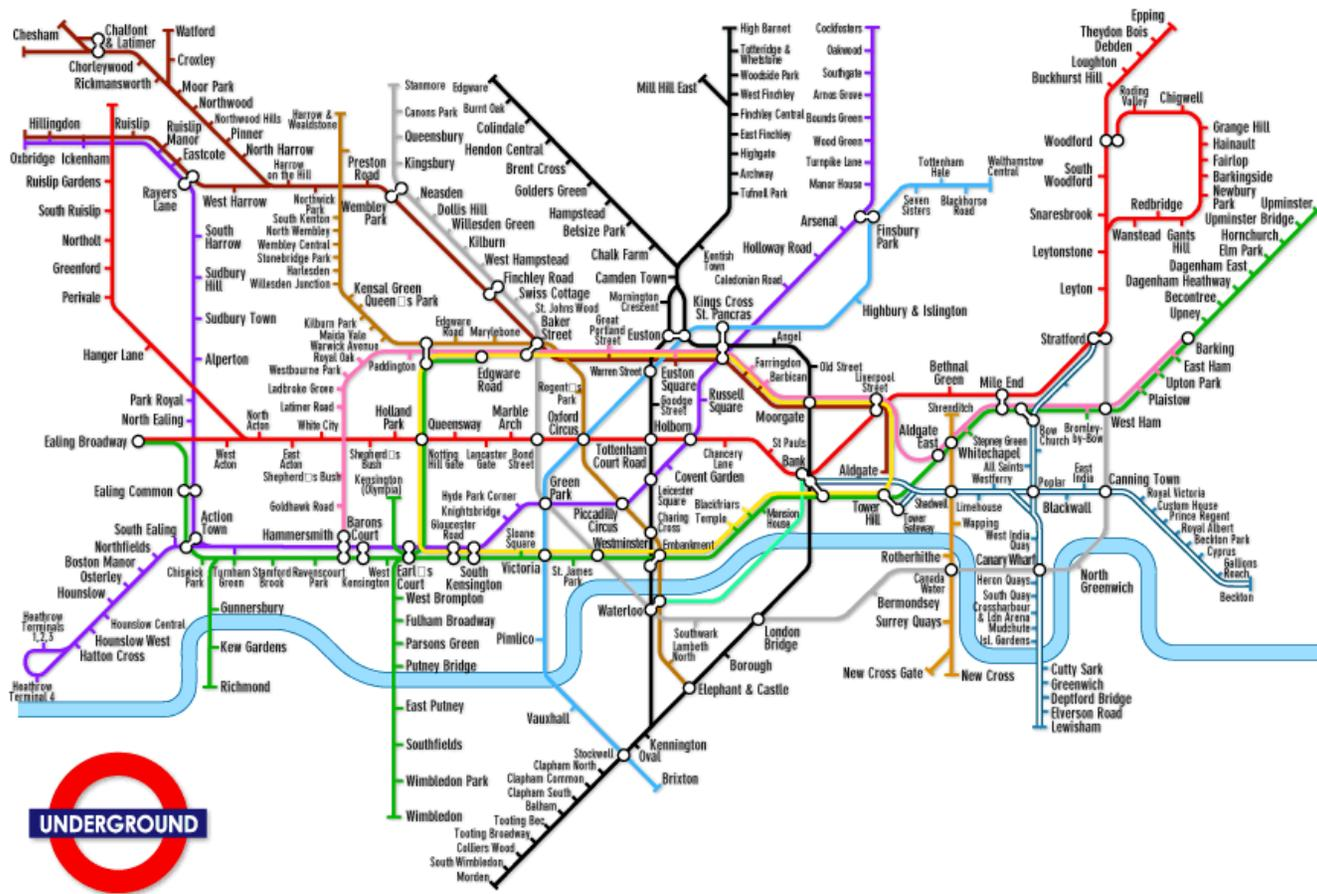 Chesham
Chalfont
& Latimer
Watford
Chorleywood
Croxley
Rickmansworth
Moor Park
Northwood
Northwood Hills
Pinner
North Harrow
Harrow
on the Hill
Hillingdon
Ruislip
Ruislip
Manor
Eastcote
Oxbridge
Ickenham
Rayers
Lane
West Harrow
Ruislip Gardens
South Ruislip
Northolt
Greenford
Perivale
Hanger Lane
South
Harrow
Sudbury
Hill
Sudbury Town
Alperton
Park Royal
North Ealing
Ealing Broadway
Ealing Common
South Ealing
Action
Town
Northfields
Boston Manor
Osterley
Hounslow
Hounslow Central
Hounslow West
Hatton Cross
Heathrow
Terminals
1,2,3
Heathrow
Terminal 4
Harrow &
Wealdstone
Preston
Road
Northwick
Park
Wembley
Park
South Kenton
North Wembley
Wembley Central
Stonebridge Park
Harlesden
Willesden Junction
Kensal Green
Queen□s Park
Kilburn Park
Maida Vale
Warwick Avenue
Royal Oak
Westbourne Park
Ladbroke Grove
Latimer Road
White City
Shepherd□s Bush
Goldhawk Road
Hammersmith
Stanmore
Canons Park
Queensbury
Kingsbury
Neasden
Dollis Hill
Willesden Green
Kilburn
West Hampstead
Finchley Road
Swiss Cottage
St. Johns Wood
Baker
Street
Edgware
Burnt Oak
Colindale
Hendon Central
Brent Cross
Golders Green
Hampstead
Belsize Park
Chalk Farm
Camden Town
Mornington
Crescent
Euston
Mill Hill East
High Barnet
Totteridge &
Whetstone
Woodside Park
West Finchley
Finchley Central
East Finchley
Highgate
Archway
Tufnell Park
Kentish
Town
Cockfosters
Oakwood
Southgate
Arnos Grove
Bounds Green
Wood Green
Turnpike Lane
Manor House
Arsenal
Finsbury
Park
Holloway Road
Caledonian Road
Kings Cross
St. Pancras
Tottenham
Hale
Walthamstow
Central
Seven
Sisters
Blackhorse
Road
Highbury & Islington
Epping
Theydon Bois
Debden
Loughton
Buckhurst Hill
Roding
Valley
Chigwell
Woodford
Grange Hill
Hainault
Fairlop
Barkingside
Newbury
Park
South
Woodford
Snaresbrook
Redbridge
Wanstead
Gants
Hill
Leytonstone
Leyton
Stratford
Upminster
Upminster Bridge
Hornchurch
Elm Park
Dagenham East
Dagenham Heathway
Becontree
Upney
Barking
East Ham
Upton Park
Plaistow
West Ham
Bromley-
by-Bow
Bow
Church
Mile End
Bethnal
Green
Stepney Green
Whitechapel
Shrenditch
Aldgate
East
Aldgate
Liverpool
Street
Edgware
Road
Marylebone
Great
Portland
Street
Paddington
Edgware
Road
Regent□s
Park
Warren Street
Euston
Square
Goodge
Street
Russell
Square
Angel
Old Street
Farringdon
Barbican
Moorgate
North
Acton
West
Acton
East
Acton
Shepherd□s
Bush
Holland
Park
Queensway
Notting
Hill Gate
Lancaster
Gate
Marble
Arch
Bond
Street
Oxford
Circus
Tottenham
Court Road
Holborn
Chancery
Lane
St Pauls
Bank
Covent Garden
Leicester
Square
Kensington
(Olympia)
Hyde Park Corner
Knightsbridge
Green
Park
Piccadilly
Circus
Charing
Cross
Embankment
Blackfriars
Temple
Mansion
House
Tower
Hill
Tower
Gateway
Barons
Court
Gloucester
Road
Sloane
Square
Westminster
Chiswick
Park
Turnham
Green
Stamford
Brook
Ravenscourt
Park
West
Kensington
Earl□s
Court
South
Kensington
Victoria
St. James
Park
Gunnersbury
Kew Gardens
Richmond
West Brompton
Fulham Broadway
Parsons Green
Putney Bridge
East Putney
Southfields
Wimbledon Park
Wimbledon
Pimlico
Vauxhall
Stockwell
Brixton
Waterloo
Southwark
Lambeth
North
London
Bridge
Borough
Elephant & Castle
Kennington
Oval
Clapham North
Clapham Common
Clapham South
Balham
Tooting Bec
Tooting Broadway
Colliers Wood
South Wimbledon
Morden
Shadwell
Limehouse
Westferry
All Saints
Poplar
East
India
Blackwall
Canning Town
Royal Victoria
Custom House
Prince Regent
Royal Albert
Beckton Park
Cyprus
Gallions
Reach
Beckton
Wapping
Rotherhithe
Canada
Water
Bermondsey
Surrey Quays
New Cross Gate
New Cross
West India
Quay
Canary Wharf
North
Greenwich
Heron Quays
South Quay
Crossharbour
& Ldn Arena
Mudchute
Isl. Gardens
Cutty Sark
Greenwich
Deptford Bridge
Elverson Road
Lewisham
UNDERGROUND